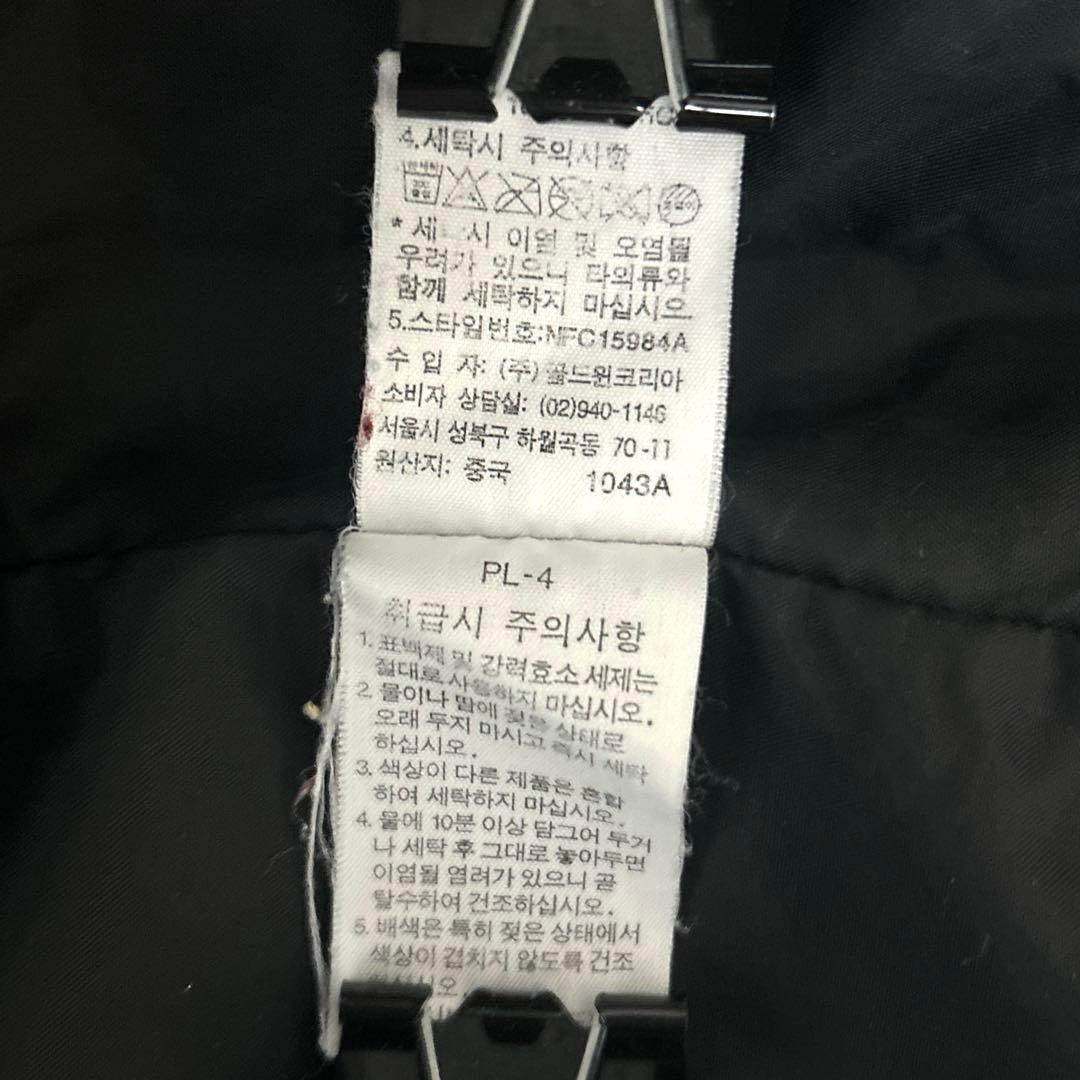 4.세탁시 주의사항
* 세 시 이염 및 오염될
우려가 있으니 타의류와
함께 세탁하지 마십시오
5.스타일번호:NFC15984A
수 입 자: (주)골드윈코리아
소비자 상담실: (02)940-1146
서울시 성북구 하월곡동 70-11
원산지: 중국 1043A
PL-4
취급시 주의사항
1. 표백제 및 강력효소세제는
절대로 사용하지 마십시오.
2. 물이나 땀에 젖은 상태로
오래 두지 마시고 즉시 세탁
하십시오.
3. 색상이 다른 제품은 혼합
하여 세탁하지 마십시오.
4. 물에 10분 이상 담그어 두거
나 세탁 후 그대로 놓아두면
이염될 염려가 있으니 곧
탈수하여 건조하십시오.
5. 배색은 특히 젖은 상태에서
색상이 겹치지 않도록 건조